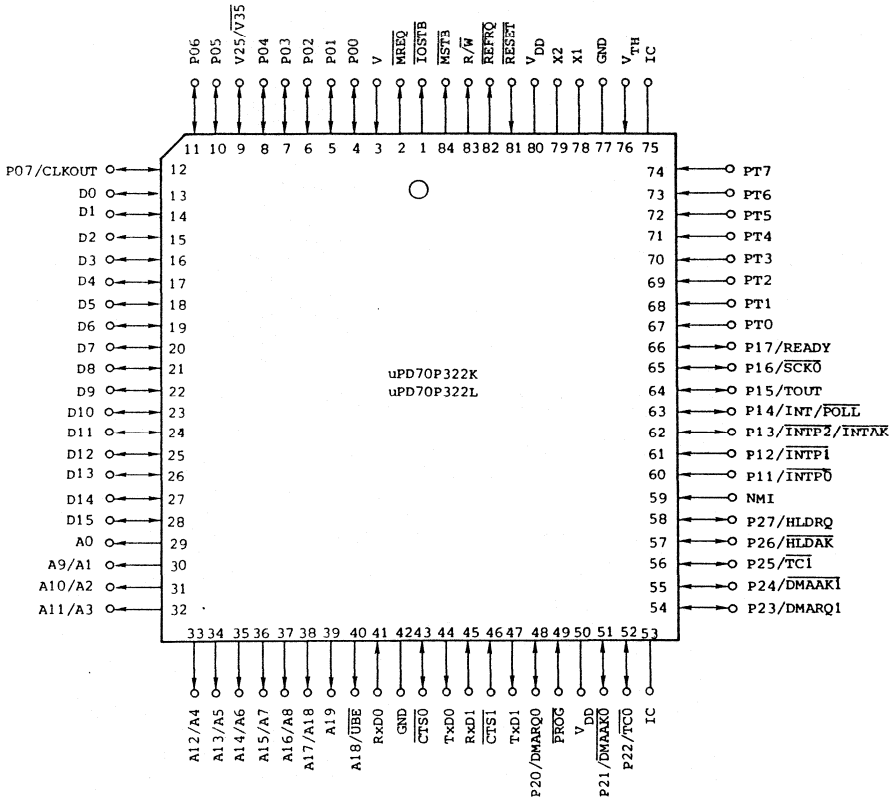 P06
P05
V25/V35
P04
P03
P02
P01
P00
V
MREQ
IOSTB
MSTB
R/W
REFRQ
RESET
VDD
X2
X1
GND
VTH
IC
11 10 9 8 7 6 5 4 3 2 1 84 83 82 81 80 79 78 77 76 75
P07/CLKOUT 12
D0 13
D1 14
D2 15
D3 16
D4 17
D5 18
D6 19
D7 20
D8 21
D9 22
D10 23
D11 24
D12 25
D13 26
D14 27
D15 28
A0 29
A9/A1 30
A10/A2 31
A11/A3 32
uPD70P322K
uPD70P322L
74 PT7
73 PT6
72 PT5
71 PT4
70 PT3
69 PT2
68 PT1
67 PT0
66 P17/READY
65 P16/SCK0
64 P15/TOUT
63 P14/INT/POLL
62 P13/INTP2/INTAK
61 P12/INTP1
60 P11/INTP0
59 NMI
58 P27/HLDRQ
57 P26/HLDAK
56 P25/TC1
55 P24/DMAAK1
54 P23/DMARQ1
33 34 35 36 37 38 39 40 41 42 43 44 45 46 47 48 49 50 51 52 53
A12/A4
A13/A5
A14/A6
A15/A7
A16/A8
A17/A18
A19
A18/UBE
RxD0
GND
CTS0
TxD0
RxD1
CTS1
TxD1
P20/DMARQ0
PROG
VDD
P21/DMAAK0
P22/TC0
IC